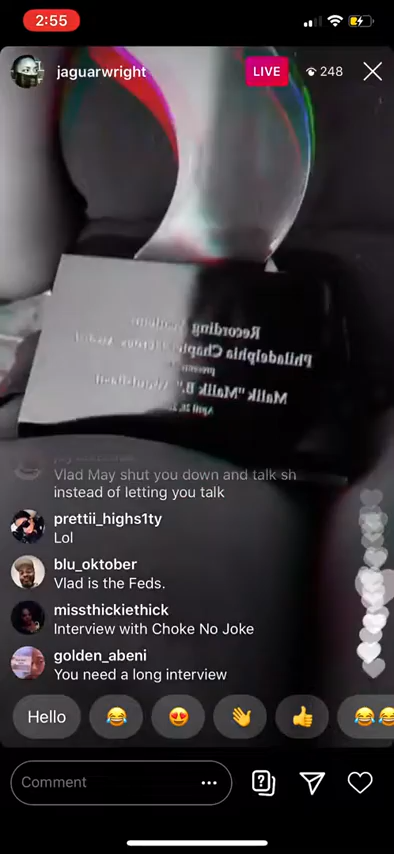 2:55
jaguarwright
LIVE
248
Recording
Philadelphia Chapter
Malik "Malik B."
April
Vlad May shut you down and talk sh
instead of letting you talk
prettii_highs1ty
Lol
blu_oktober
Vlad is the Feds.
missthickiethick
Interview with Choke No Joke
golden_abeni
You need a long interview
Hello
Comment